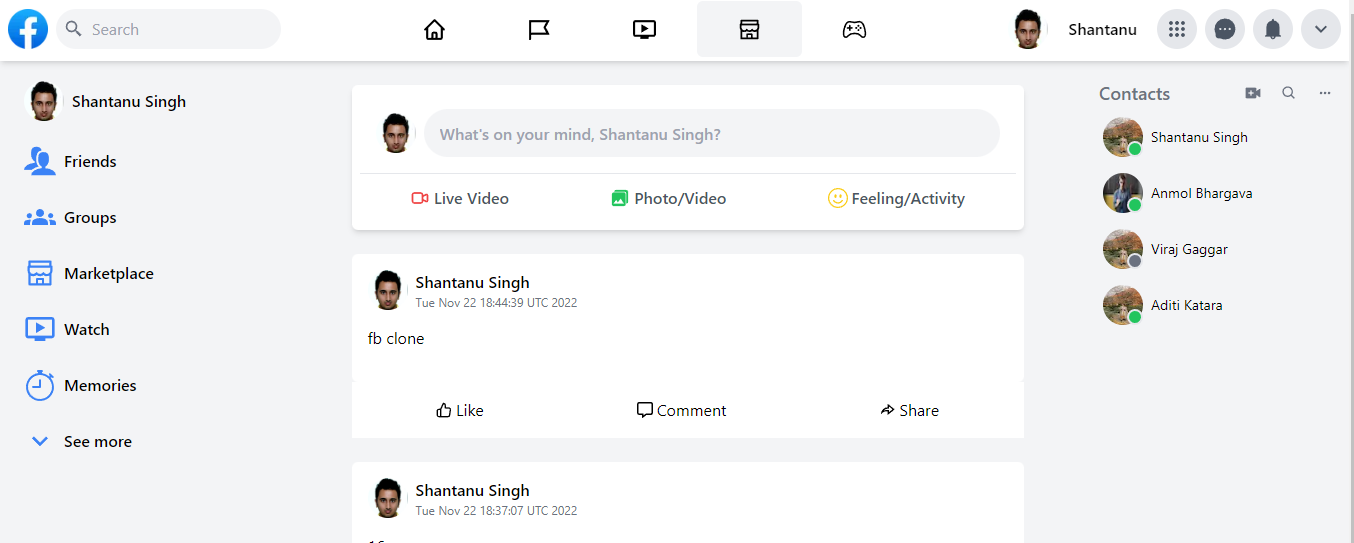 Search
Shantanu
Shantanu Singh
Friends
Groups
Marketplace
Watch
Memories
See more
What's on your mind, Shantanu Singh?
Live Video
Photo/Video
Feeling/Activity
Shantanu Singh
Tue Nov 22 18:44:39 UTC 2022
fb clone
Like
Comment
Share
Shantanu Singh
Tue Nov 22 18:37:07 UTC 2022
Contacts
Shantanu Singh
Anmol Bhargava
Viraj Gaggar
Aditi Katara